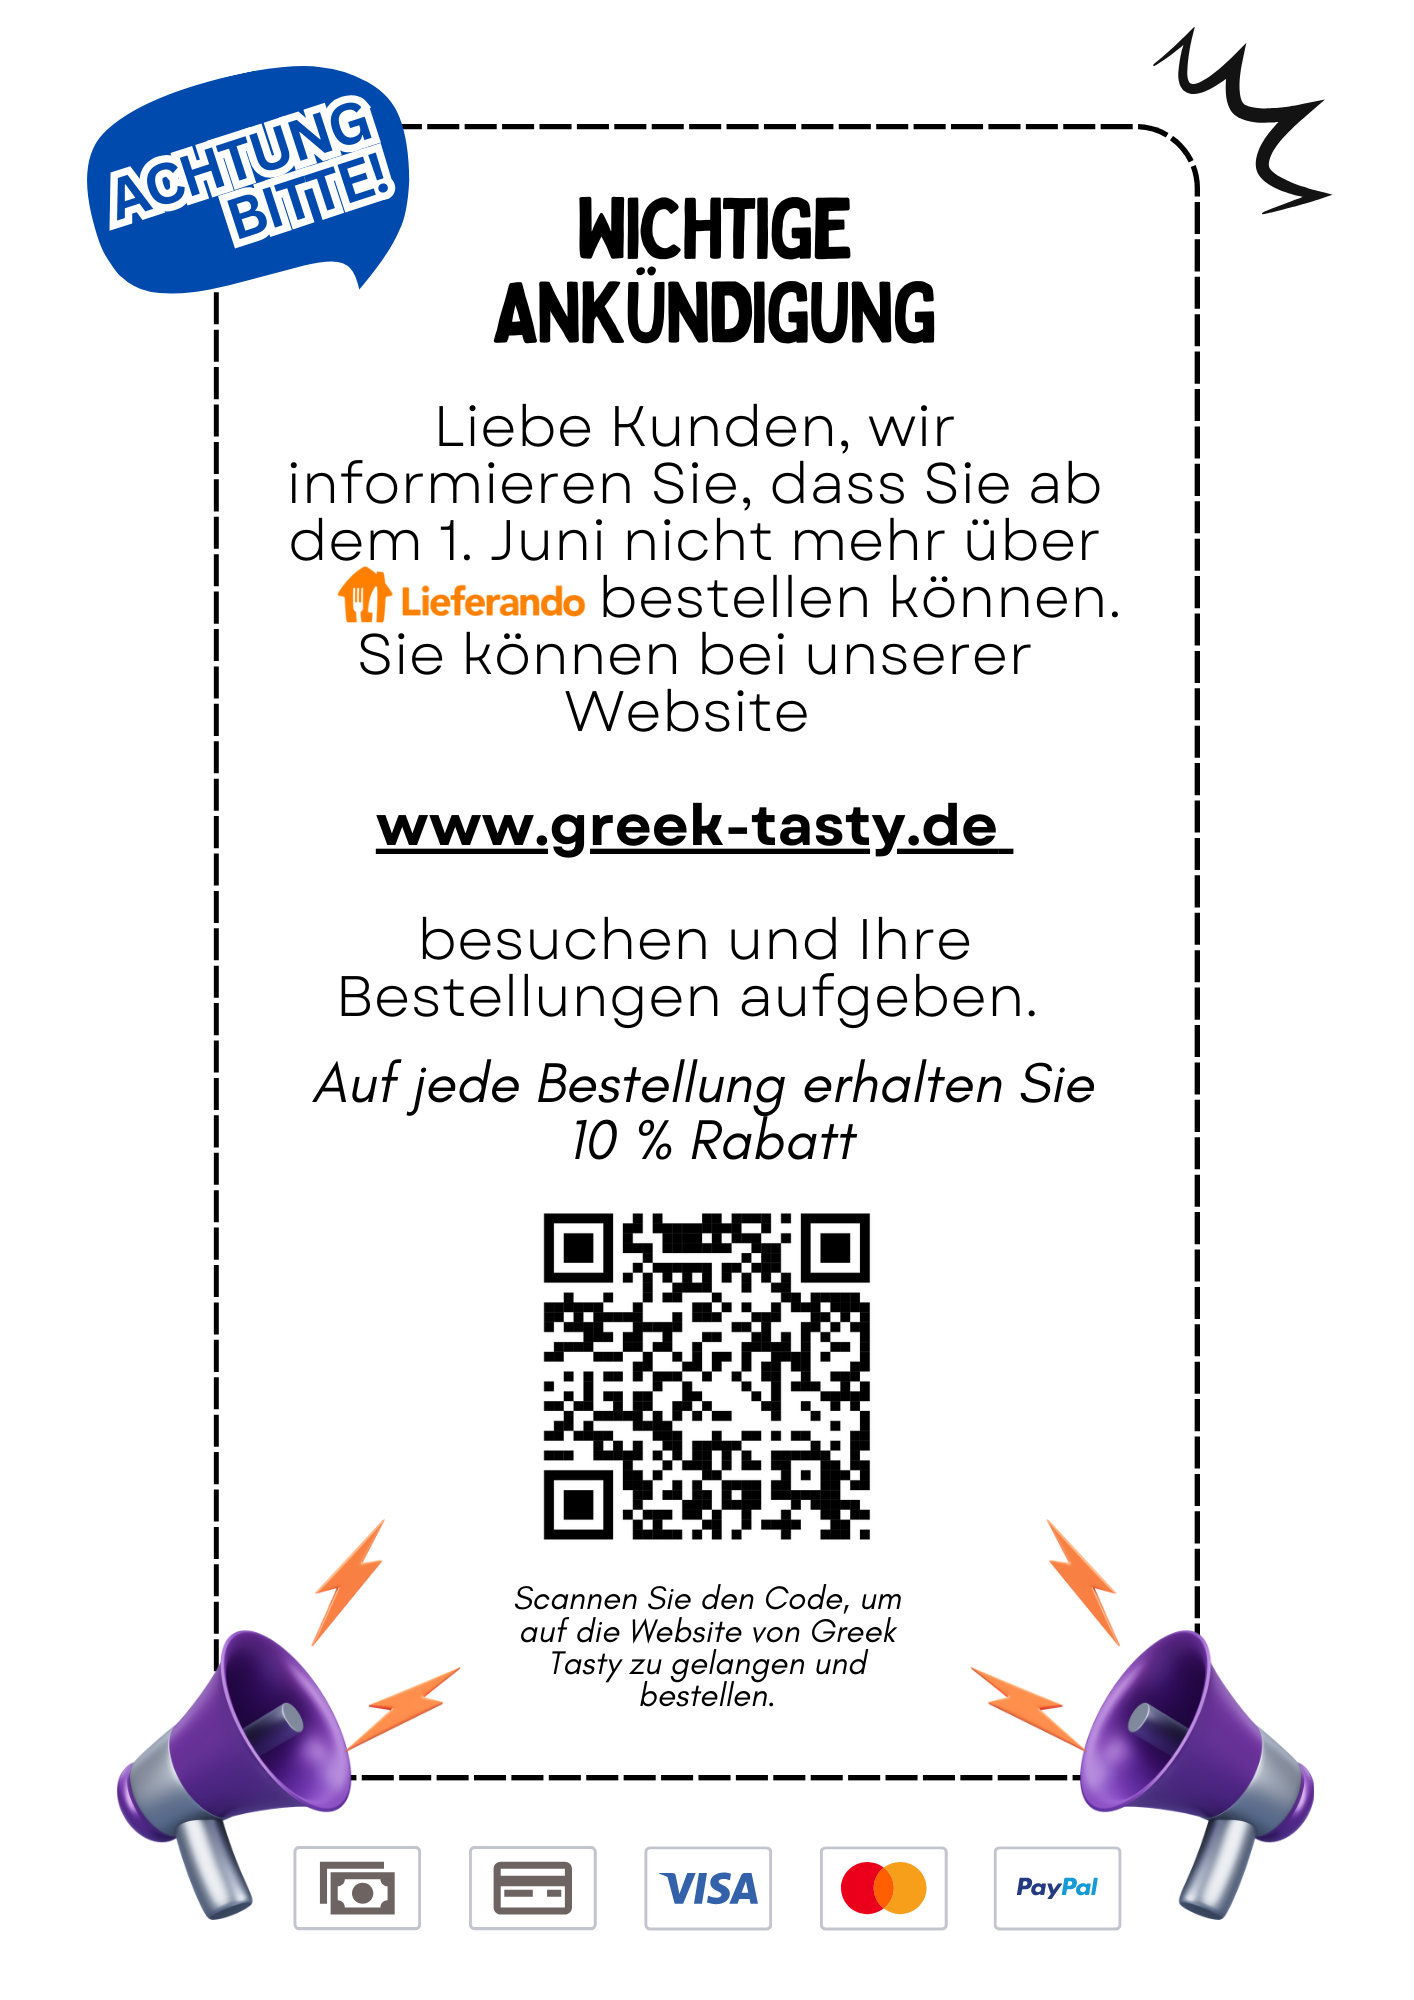 ACHTUNG
BITTE!
WICHTIGE
ANKÜNDIGUNG
Liebe Kunden, wir
informieren Sie, dass Sie ab
dem 1. Juni nicht mehr über
Lieferando bestellen können.
Sie können bei unserer
Website
www.greek-tasty.de
besuchen und Ihre
Bestellungen aufgeben.
Auf jede Bestellung erhalten Sie
10 % Rabatt
Scannen Sie den Code, um
auf die Website von Greek
Tasty zu gelangen und
bestellen.
VISA
PayPal